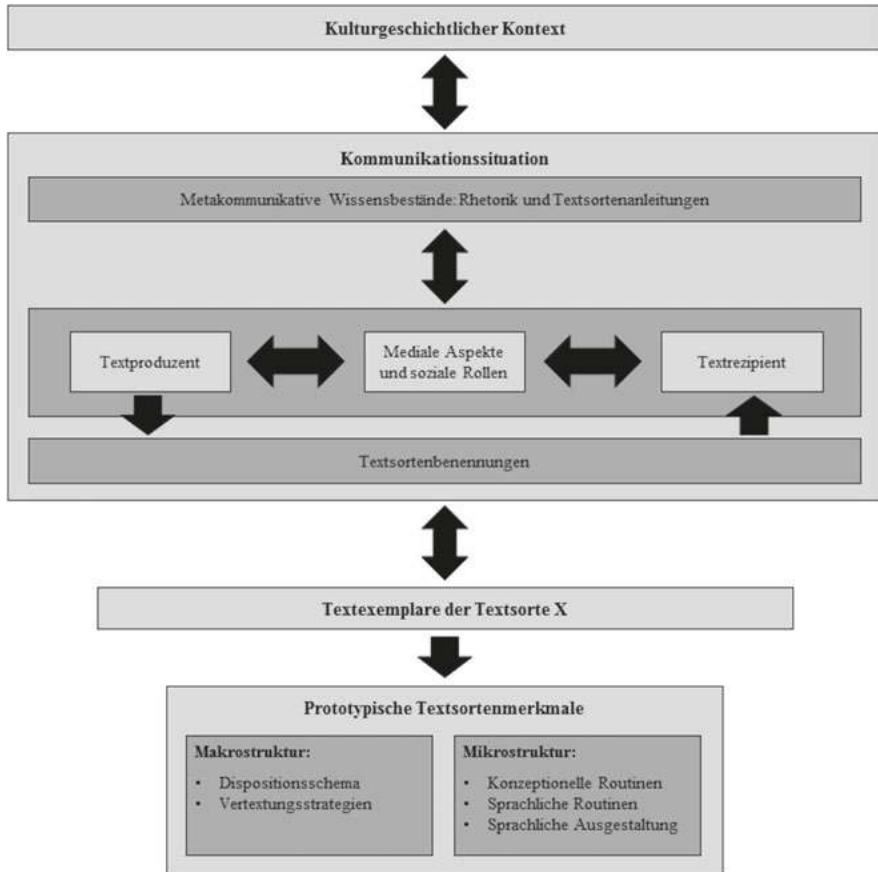 Kulturgeschichtlicher Kontext
Kommunikationssituation
Metakommunikative Wissensbestände: Rhetorik und Textsortenanleitungen
Textproduzent
Mediale Aspekte
und soziale Rollen
Textrezipient
Textsortenbenennungen
Textexemplare der Textsorte X
Prototypische Textsortenmerkmale
Makrostruktur:
• Dispositionsschema
• Vertextungsstrategien
Mikrostruktur:
• Konzeptionelle Routinen
• Sprachliche Routinen
• Sprachliche Ausgestaltung